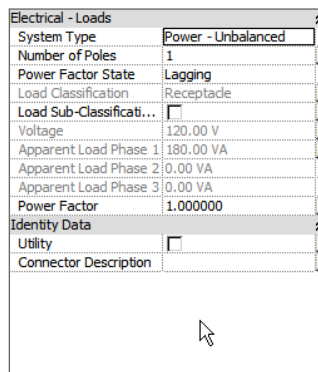 Electrical - Loads
System Type Power - Unbalanced
Number of Poles 1
Power Factor State Lagging
Load Classification Receptacle
Load Sub-Classificati...
Voltage 120.00 V
Apparent Load Phase 1 180.00 VA
Apparent Load Phase 2 0.00 VA
Apparent Load Phase 3 0.00 VA
Power Factor 1.000000
Identity Data
Utility
Connector Description